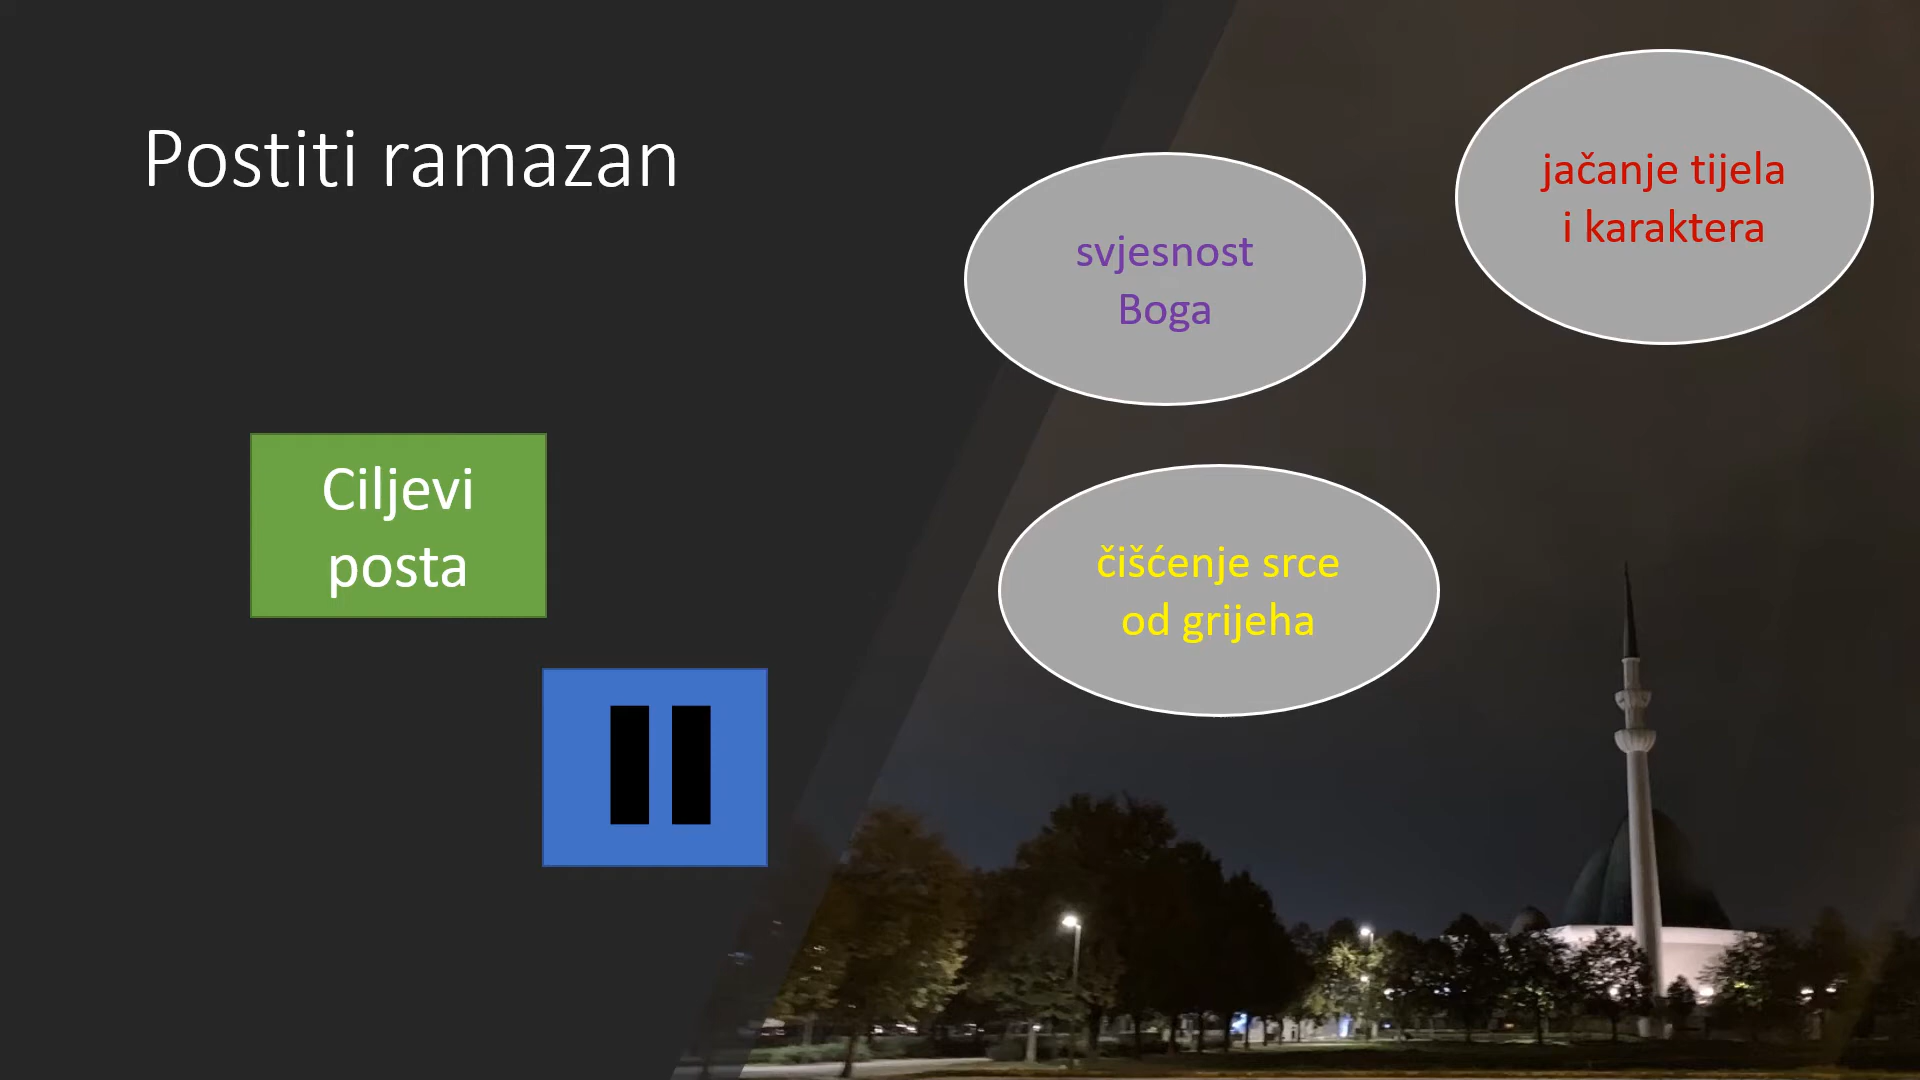 Postiti ramazan
Ciljevi
posta
svjesnost
Boga
jačanje tijela
i karaktera
čišćenje srce
od grijeha